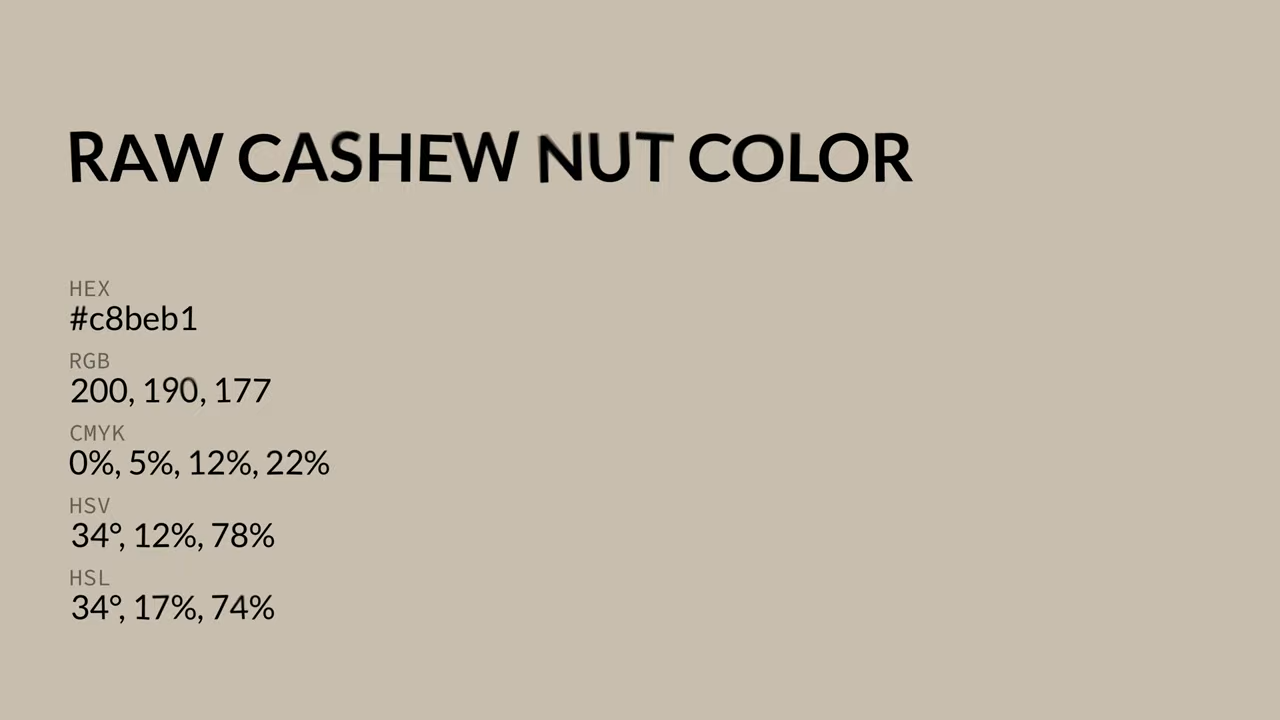 RAW CASHEW NUT COLOR
HEX
#c8beb1
RGB
200, 190, 177
CMYK
0%, 5%, 12%, 22%
HSV
34°, 12%, 78%
HSL
34°, 17%, 74%